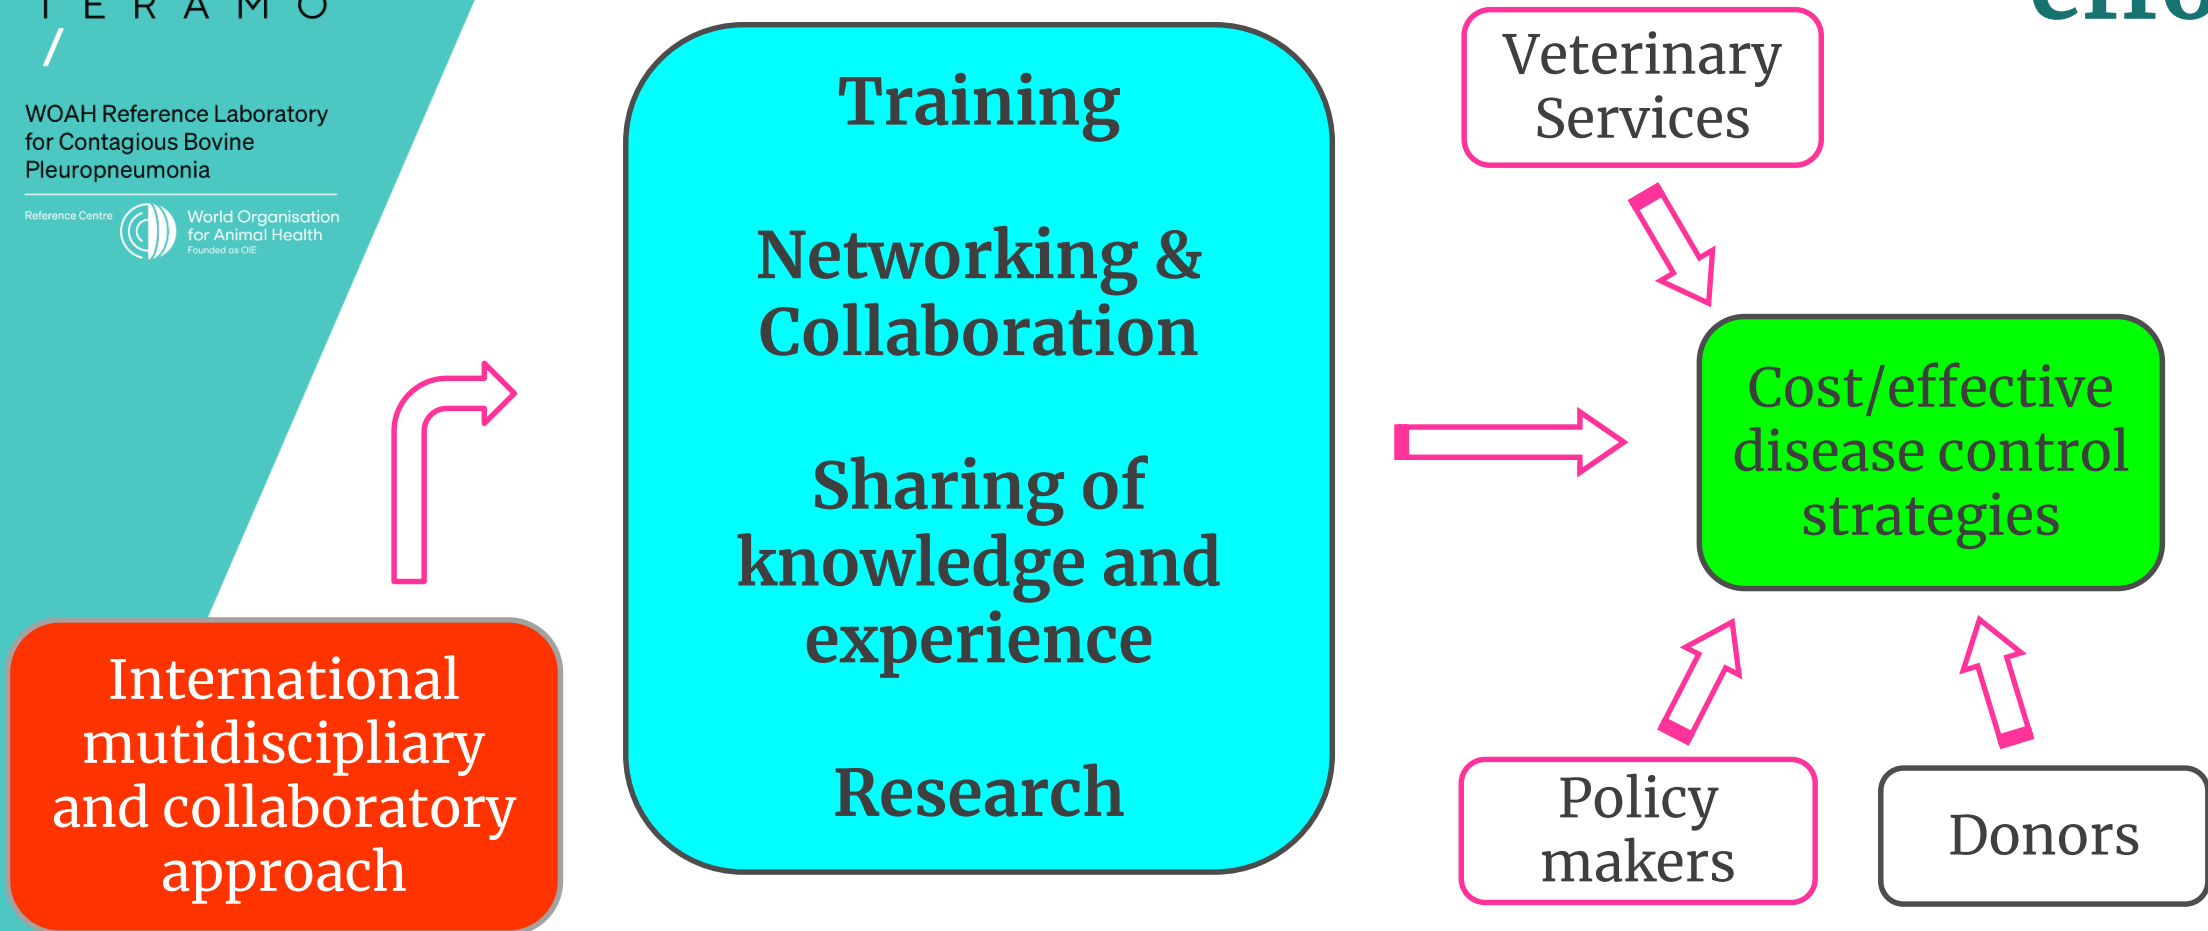 TERAMO
WOAH Reference Laboratory
for Contagious Bovine
Pleuropneumonia
Reference Centre
World Organisation
for Animal Health
Founded as OIE
International
mutidiscipliary
and collaboratory
approach
Training
Networking &
Collaboration
Sharing of
knowledge and
experience
Research
Veterinary
Services
Cost/effective
disease control
strategies
Policy
makers
Donors